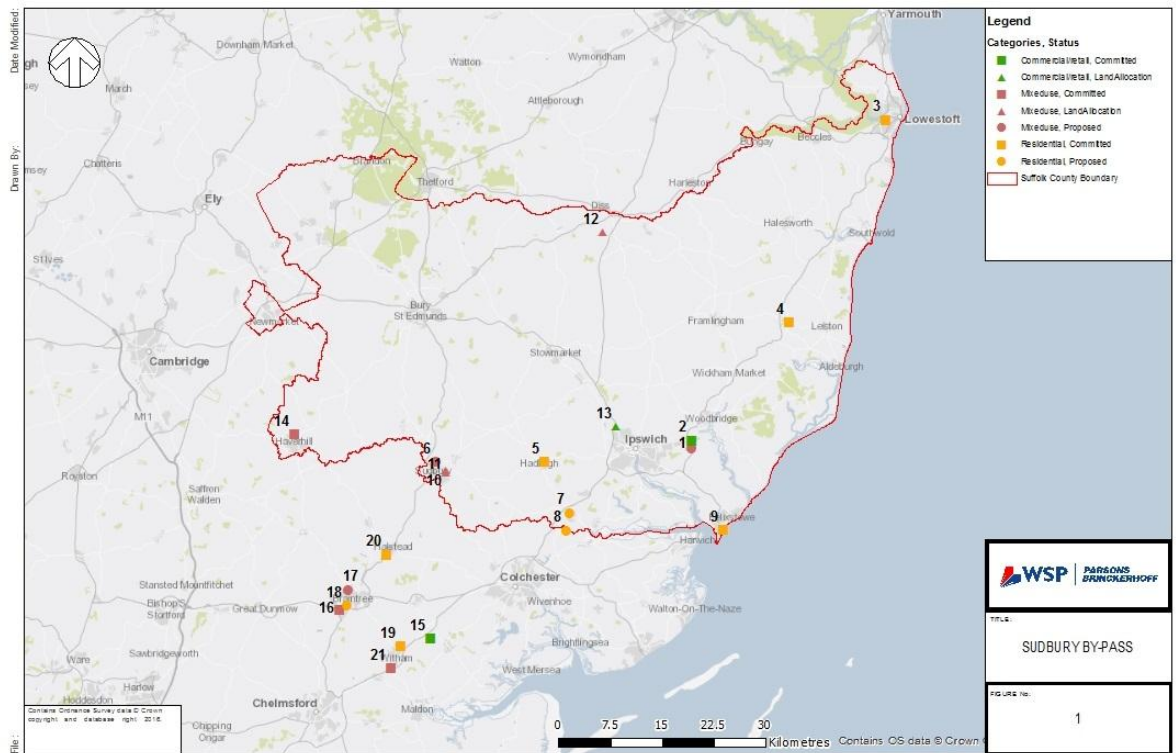 Date Modified:
Drawn By:
File:
Legend
Categories, Status
Commercial/retail, Committed
Commercial/retail, LandAllocation
Mixeduse, Committed
Mixeduse, LandAllocation
Mixeduse, Proposed
Residential, Committed
Residential, Proposed
Suffolk County Boundary
Yarmouth
Downham Market
Watton
Wymondham
March
Attleborough
3
Lowestoft
Beccles
Bungay
Chatteris
Brandon
Thetford
Harleston
Ely
Diss
12
Halesworth
Southwold
St Ives
4
Newmarket
Bury
St Edmunds
Framlingham
Leiston
Cambridge
Stowmarket
Aldeburgh
Wickham Market
M11
13
Woodbridge
2
14
Ipswich
1
Haverhill
6
5
11
Hadleigh
10
Royston
Saffron
Walden
7
8
9
Felixstowe
Harwich
20
Halstead
17
Colchester
Stansted Mountfitchet
18
Braintree
Bishop's
Stortford
Great Dunmow
16
Wivenhoe
Walton-On-The-Naze
15
19
Brightlingsea
Ware
Sawbridgeworth
21
Witham
West Mersea
Harlow
Hoddesdon
Chelmsford
Maldon
Chipping
Ongar
Contains Ordnance Survey data © Crown
copyright and database right 2016.
0 7.5 15 22.5 30
Kilometres
Contains OS data © Crown
WSP
PARSONS
BRINCKERHOFF
TITLE:
SUDBURY BY-PASS
FIGURE No:
1